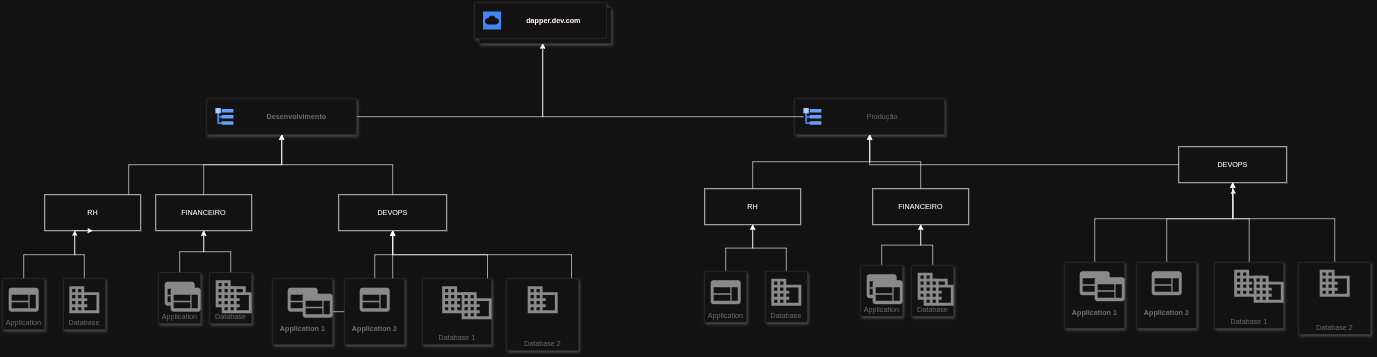 dapper.dev.com
Desenvolvimento
Produção
DEVOPS
RH
FINANCEIRO
DEVOPS
RH
FINANCEIRO
Application
Database
Application
Database
Application 1
Application 2
Database 1
Database 2
Application
Database
Application
Database
Application 1
Application 2
Database 1
Database 2